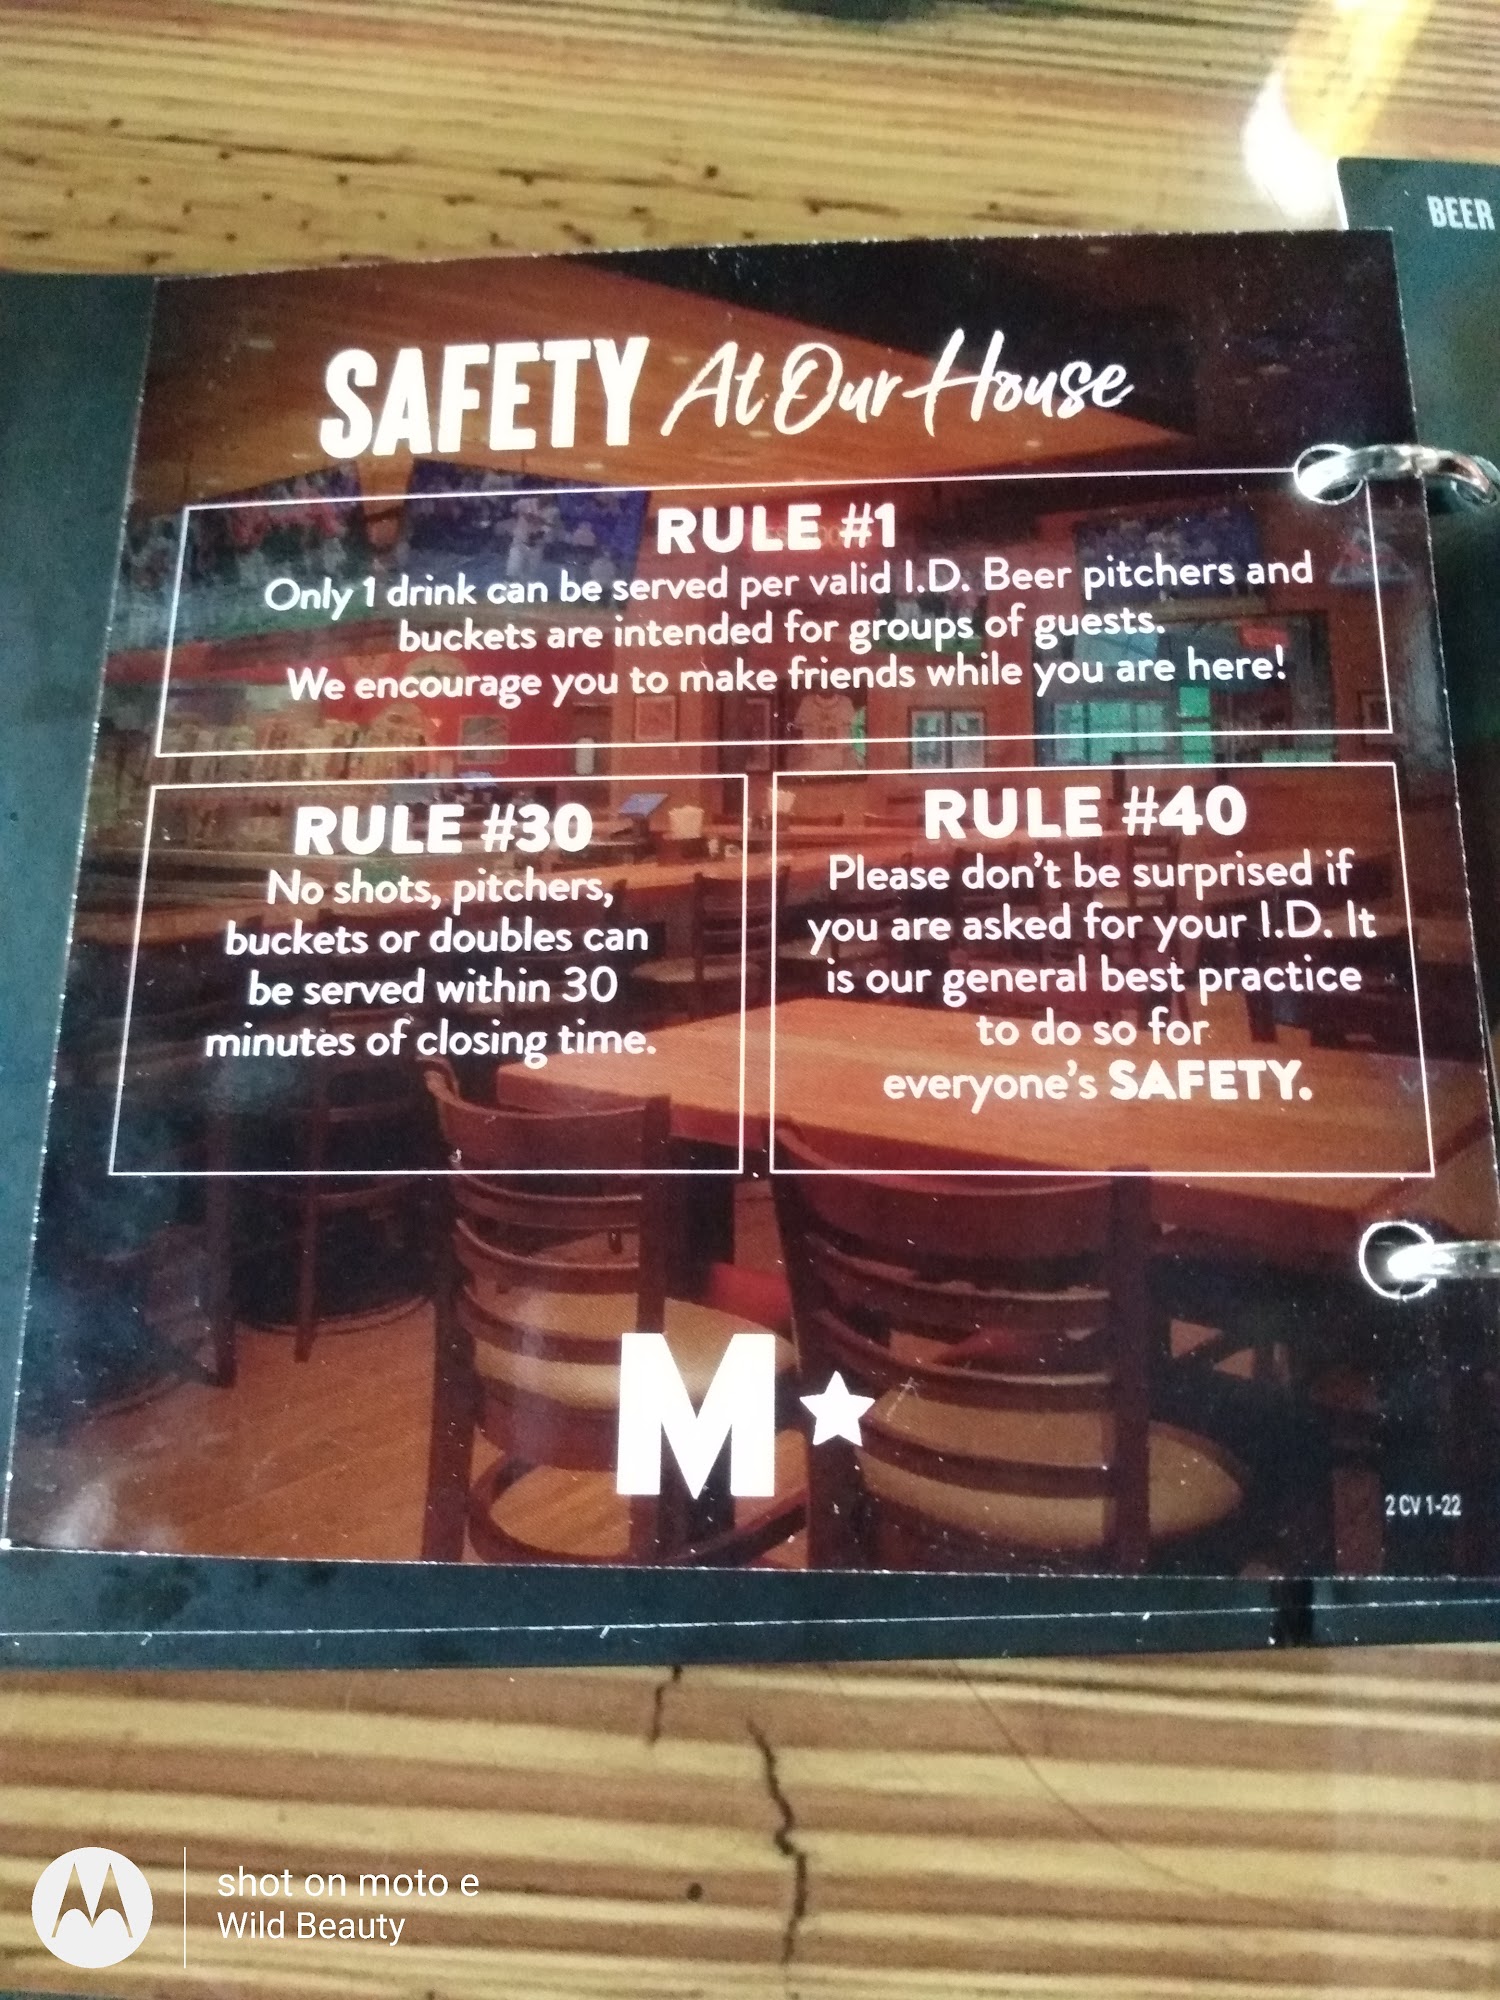 BEER
SAFETY At Our House
RULE #1
Only 1 drink can be served per valid I.D. Beer pitchers and
buckets are intended for groups of guests.
We encourage you to make friends while you are here!
RULE #30
No shots, pitchers,
buckets or doubles can
be served within 30
minutes of closing time.
RULE #40
Please don't be surprised if
you are asked for your I.D. It
is our general best practice
to do so for
everyone's SAFETY.
M
2 CV 1-22
shot on moto e
Wild Beauty